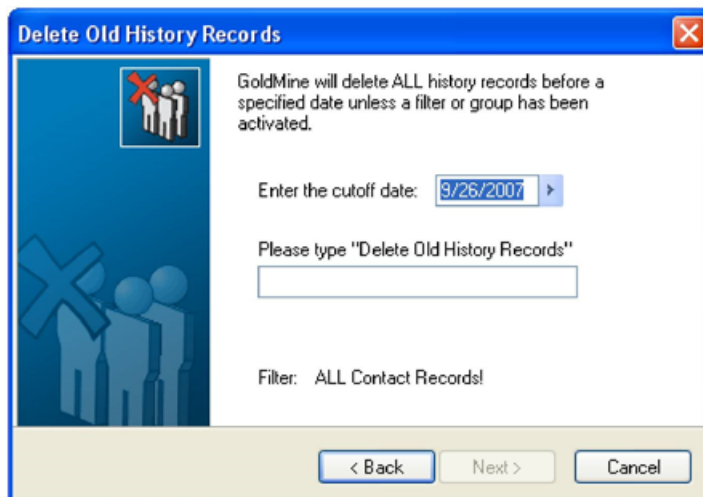 Delete Old History Records
GoldMine will delete ALL history records before a
specified date unless a filter or group has been
activated.
Enter the cutoff date: 9/26/2007
Please type "Delete Old History Records"
Filter: ALL Contact Records!
< Back Next > Cancel